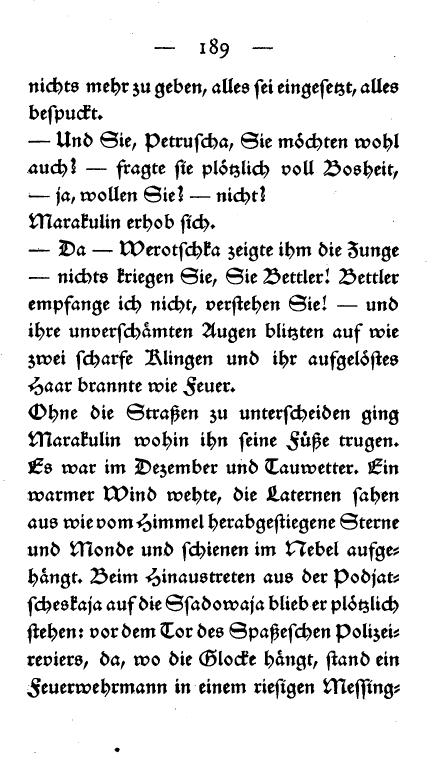 — 189 —
nichts mehr zu geben, alles sei eingesetzt, alles
bespuckt.
— Und Sie, Petruscha, Sie möchten wohl
auch? — fragte sie plötzlich voll Bosheit,
— ja, wollen Sie? — nicht?
Marakulin erhob sich.
— Da — Werotschka zeigte ihm die Zunge
— nichts kriegen Sie, Sie Bettler! Bettler
empfange ich nicht, verstehen Sie! — und
ihre unverschämten Augen blitzten auf wie
zwei scharfe Klingen und ihr aufgelöstes
Haar brannte wie Feuer.
Ohne die Straßen zu unterscheiden ging
Marakulin wohin ihn seine Füße trugen.
Es war im Dezember und Tauwetter. Ein
warmer Wind wehte, die Laternen sahen
aus wie vom Himmel herabgestiegene Sterne
und Monde und schienen im Nebel aufge-
hängt. Beim Hinaustreten aus der Podjat-
scheskaja auf die Ssadowaja blieb er plötzlich
stehen: vor dem Tor des Spaßeschen Polizei-
reviers, da, wo die Glocke hängt, stand ein
Feuerwehrmann in einem riesigen Messing-